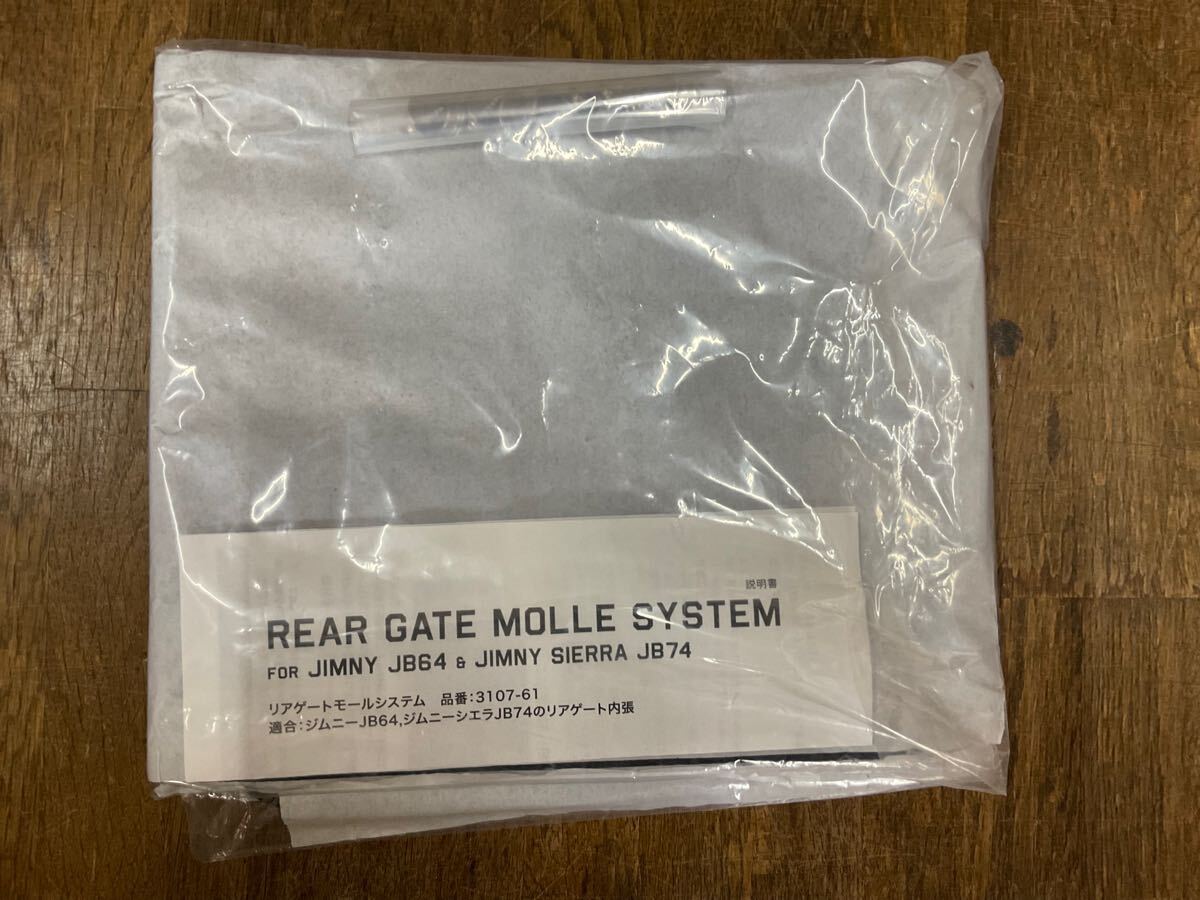 説明書
REAR GATE MOLLE SYSTEM
FOR JIMNY JB64 & JIMNY SIERRA JB74
リアゲートモールシステム 品番:3107-61
適合:ジムニーJB64,ジムニーシエラJB74のリアゲート内張